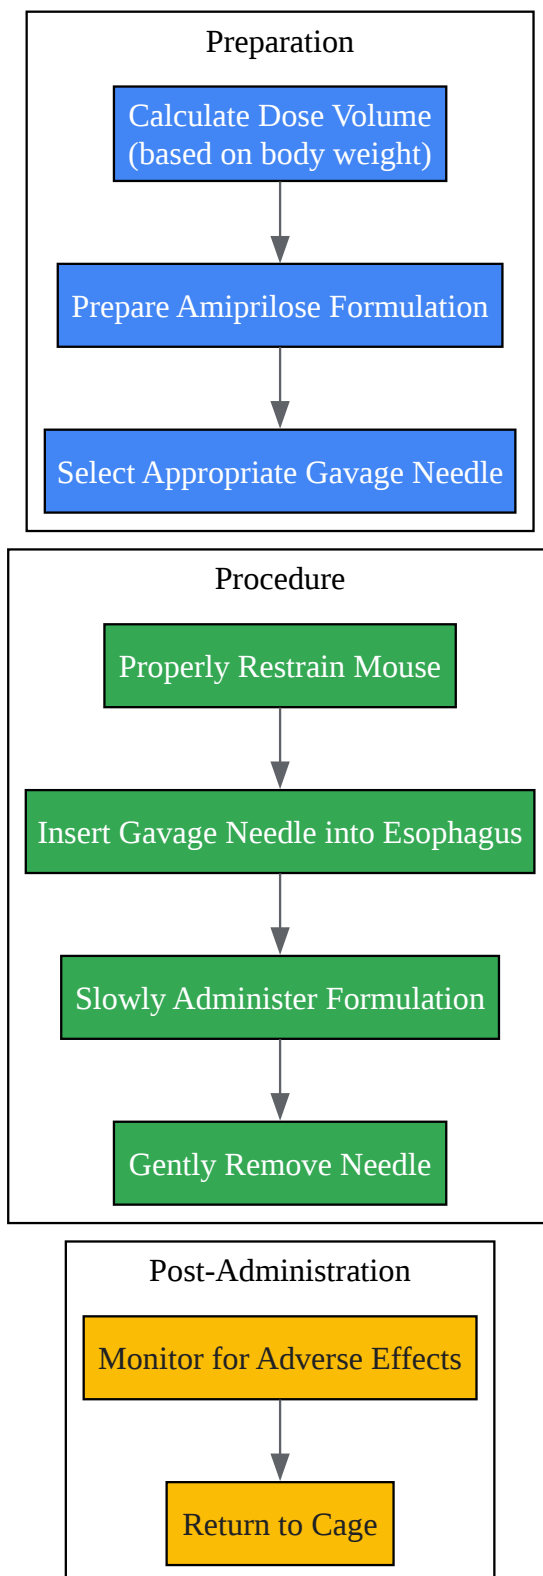 Preparation
Calculate Dose Volume
(based on body weight)
Prepare Amiprilose Formulation
Select Appropriate Gavage Needle
Procedure
Properly Restrain Mouse
Insert Gavage Needle into Esophagus
Slowly Administer Formulation
Gently Remove Needle
Post-Administration
Monitor for Adverse Effects
Return to Cage